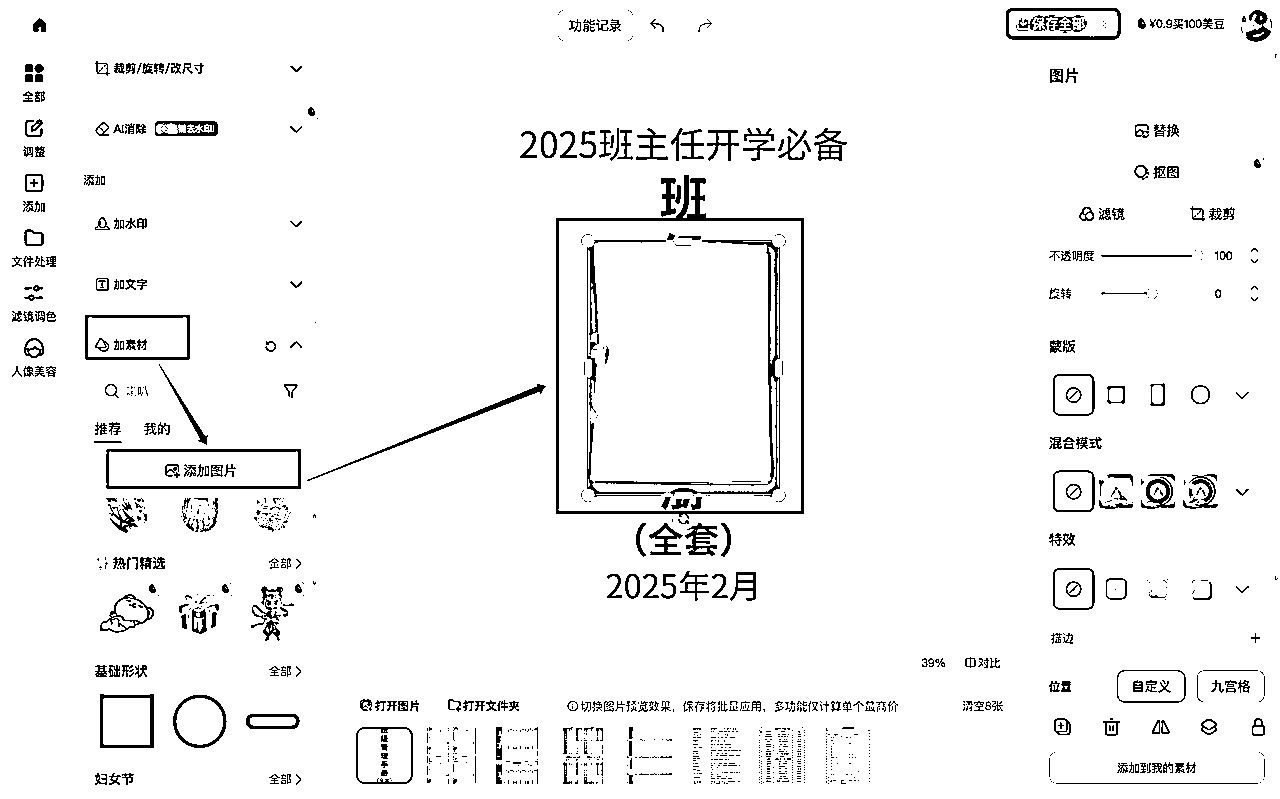 功能记录
保存全部
¥0.9买100美豆
全部
调整
添加
文件处理
滤镜调色
人像美容
裁剪/旋转/改尺寸
AI消除
添加
加水印
加文字
加素材
推荐 我的
添加图片
热门精选 全部
基础形状 全部
妇女节 全部
2025班主任开学必备
班
（全套）
2025年2月
39% 对比
打开图片 打开文件夹 切换图片预览效果，保存将批量应用，多功能仅计算单个最高价 清空8张
图片
替换
抠图
滤镜 裁剪
不透明度 100
旋转 0
蒙版
混合模式
特效
描边
位置 自定义 九宫格
添加到我的素材